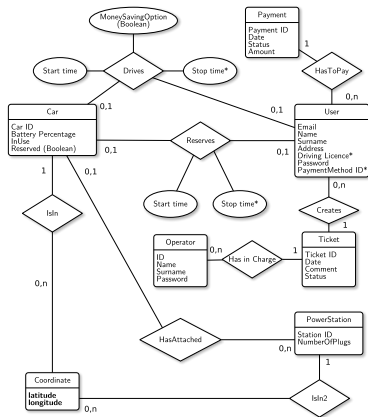 MoneySavingOption
(Boolean)
Payment
Payment ID
Date
Status
Amount
1
Start time
Drives
Stop time*
HasToPay
0,n
Car
Car ID
Battery Percentage
InUse
Reserved (Boolean)
0,1
0,1
User
Email
Name
Surname
Address
Driving Licence*
Password
PaymentMethod ID*
0,1
Reserves
0,1
1
0,1
0,n
IsIn
Start time
Stop time*
Creates
1
Operator
ID
Name
Surname
Password
0,n
Has in Charge
1
Ticket
Ticket ID
Date
Comment
Status
0,n
HasAttached
0,n
PowerStation
Station ID
NumberOfPlugs
1
Coordinate
latitude
longitude
0,n
IsIn2